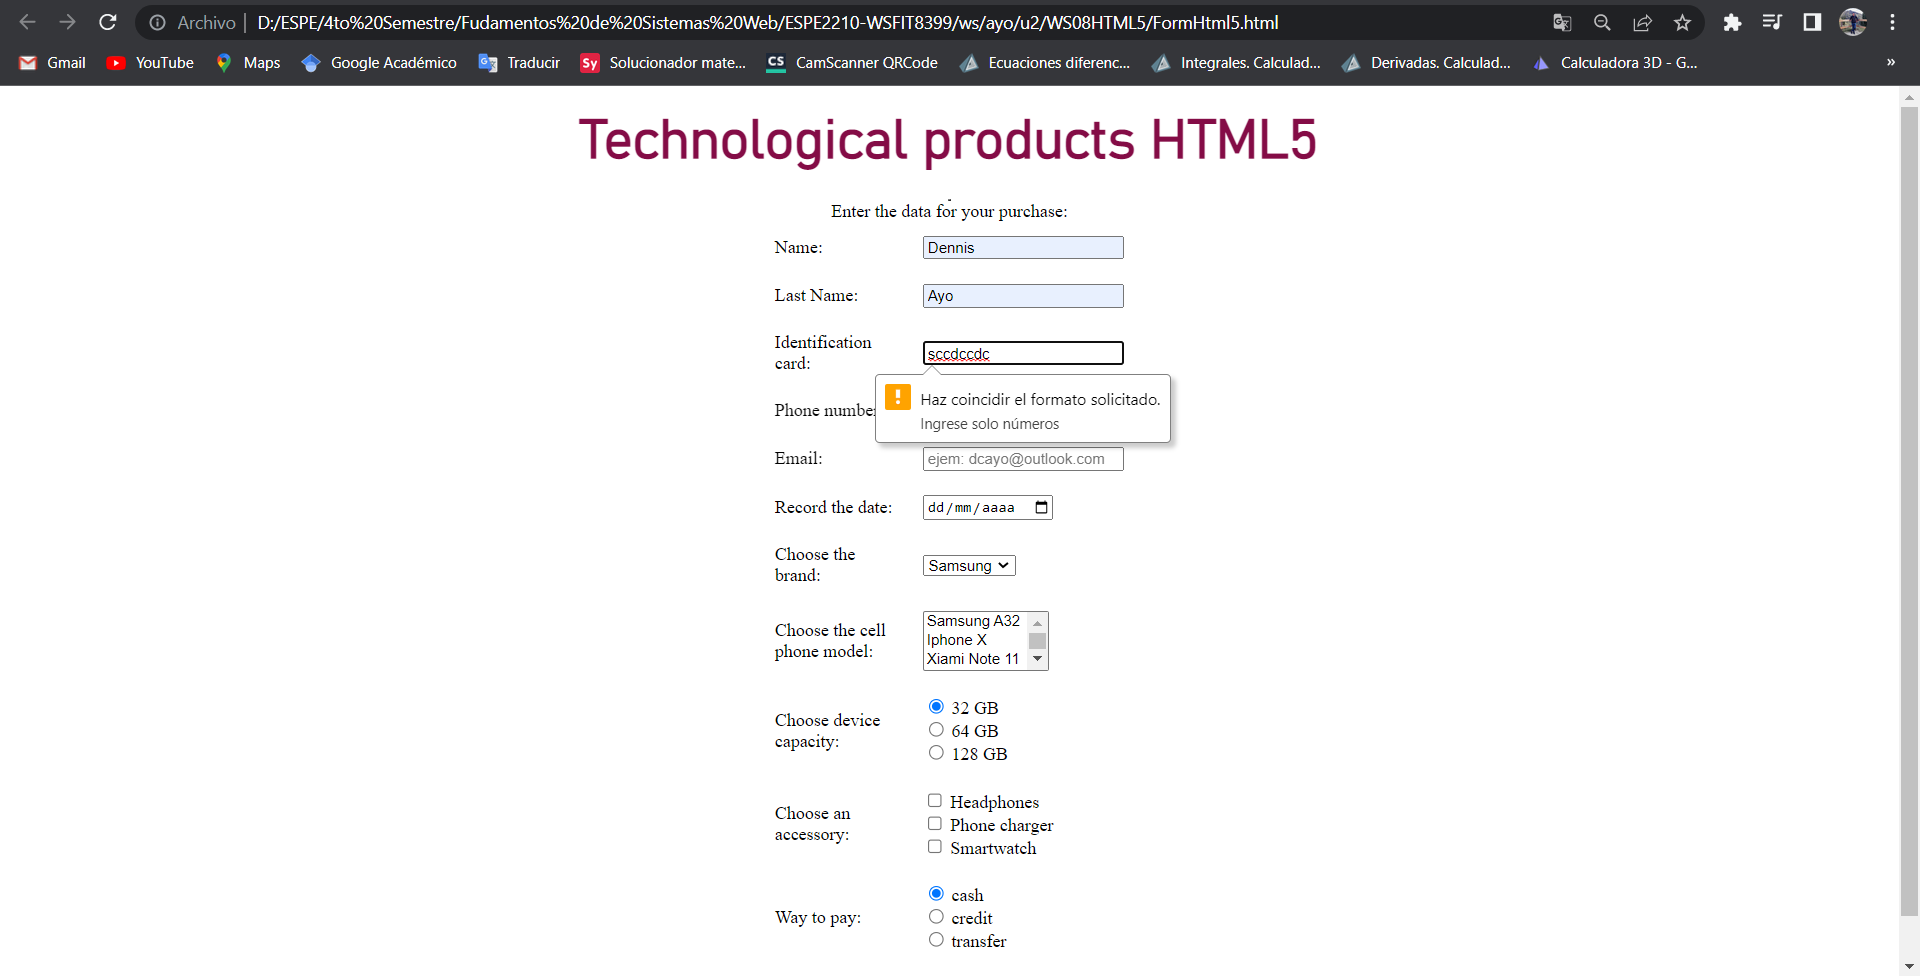 Archivo | D:/ESPE/4to%20Semestre/Fudamentos%20de%20Sistemas%20Web/ESPE2210-WSFIT8399/ws/ayo/u2/WS08HTML5/FormHtml5.html
Gmail YouTube Maps Google Académico Traducir Sy Solucionador mate... CS CamScanner QRCode Ecuaciones diferenc... Integrales. Calculad... Derivadas. Calculad... Calculadora 3D - G... »
Technological products HTML5
Enter the data for your purchase:
Name: Dennis
Last Name: Ayo
Identification
card: sccdccdc
Haz coincidir el formato solicitado.
Ingrese solo números
Phone number
Email: ejem: dcayo@outlook.com
Record the date: dd/mm/aaaa
Choose the
brand: Samsung
Choose the cell
phone model:
Samsung A32
Iphone X
Xiami Note 11
Choose device
capacity:
32 GB
64 GB
128 GB
Choose an
accessory:
Headphones
Phone charger
Smartwatch
Way to pay:
cash
credit
transfer